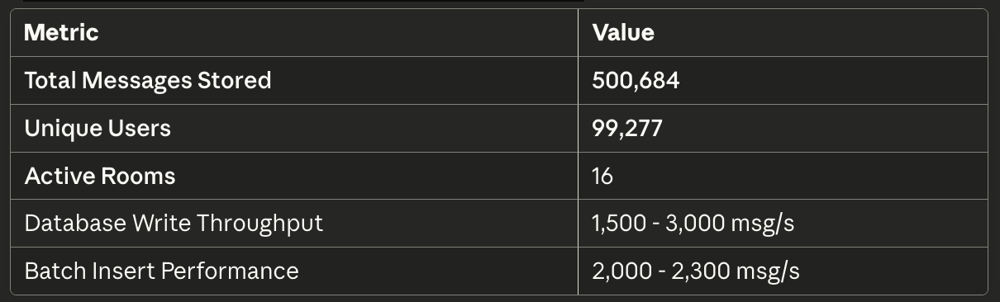 Metric Value
Total Messages Stored 500,684
Unique Users 99,277
Active Rooms 16
Database Write Throughput 1,500 - 3,000 msg/s
Batch Insert Performance 2,000 - 2,300 msg/s